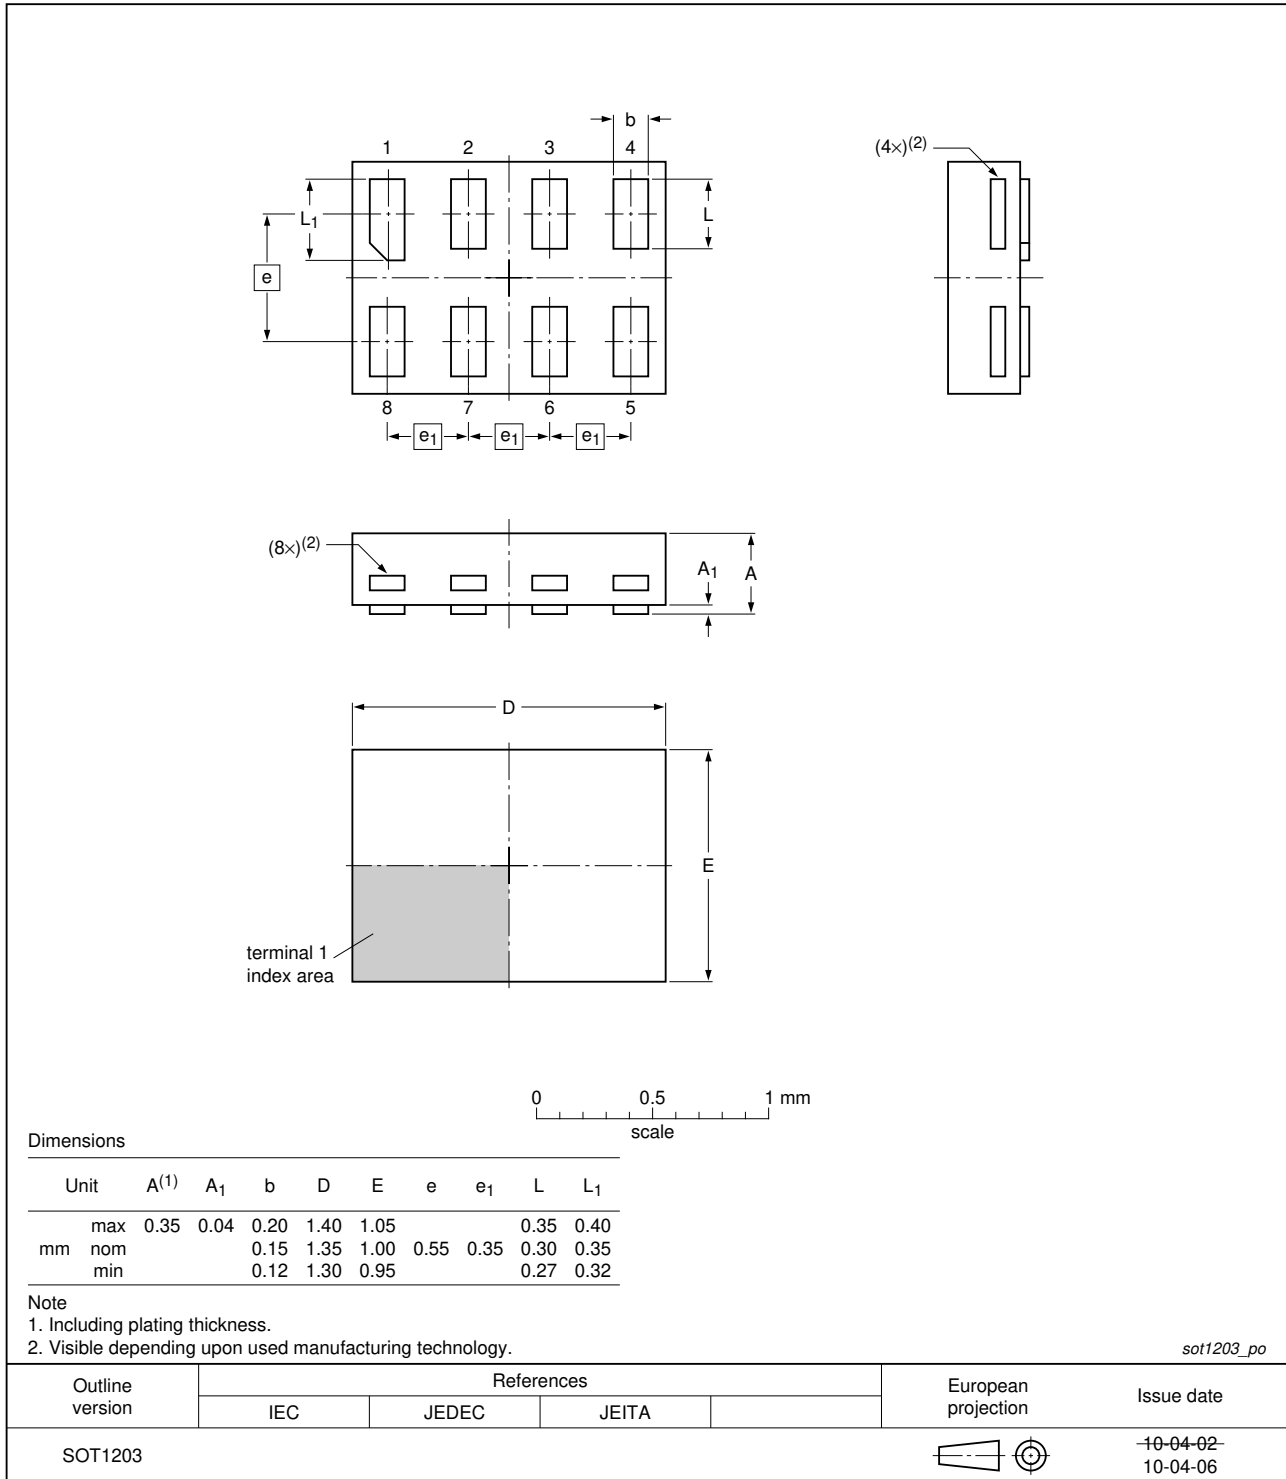 b
(4×)(2)
1 2 3 4
L1
L
e
8 7 6 5
e1 e1 e1
(8×)(2)
A1
A
D
E
terminal 1
index area
0 0.5 1 mm
scale
Dimensions
Unit A(1) A1 b D E e e1 L L1
max 0.35 0.04 0.20 1.40 1.05 0.35 0.40
mm nom 0.15 1.35 1.00 0.55 0.35 0.30 0.35
min 0.12 1.30 0.95 0.27 0.32
Note
1. Including plating thickness.
2. Visible depending upon used manufacturing technology.
sot1203_po
Outline
version
References
IEC JEDEC JEITA
European
projection
Issue date
SOT1203
10-04-02
10-04-06